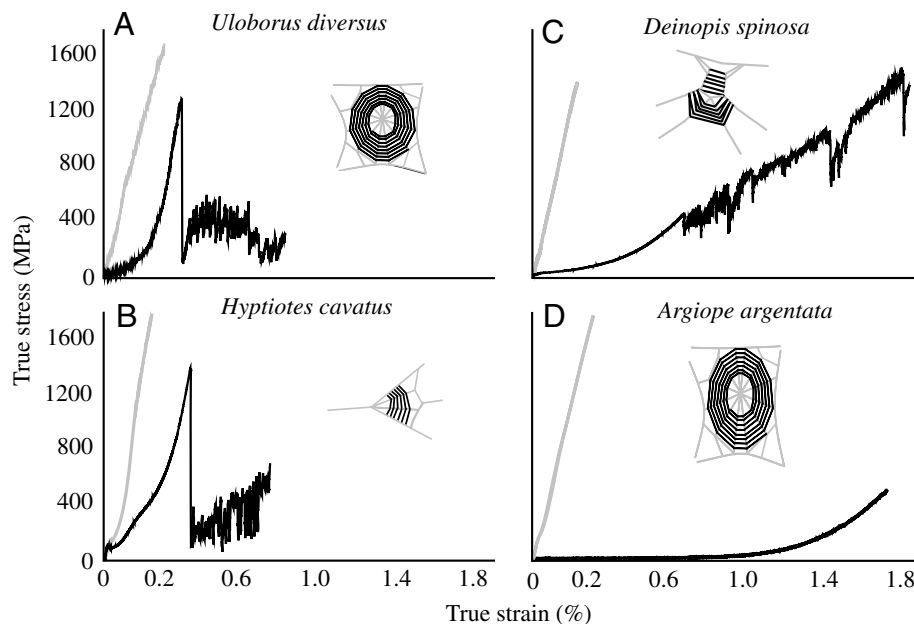 A
Uloborus diversus
1600
1200
800
400
0
C
Deinopis spinosa
B
Hyptiotes cavatus
1600
1200
800
400
0
0 0.2 0.6 1.0 1.4 1.8
D
Argiope argentata
0 0.2 0.6 1.0 1.4 1.8
True stress (MPa)
True strain (%)